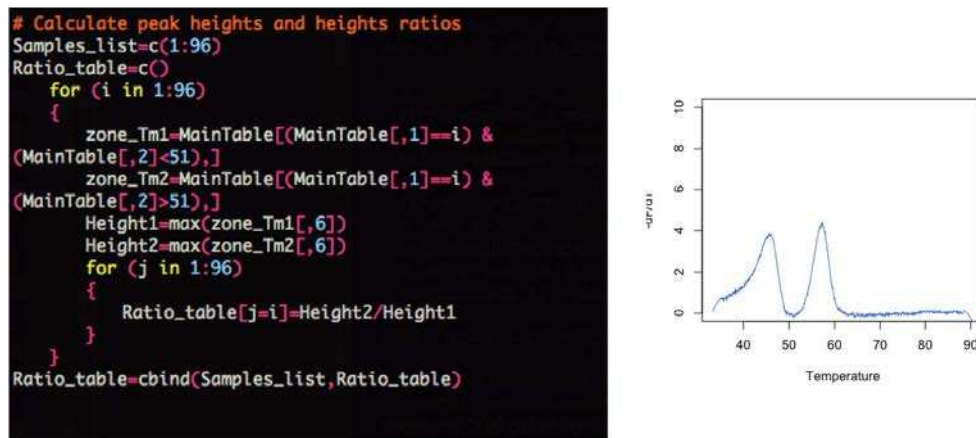 # Calculate peak heights and heights ratios
Samples_list=c(1:96)
Ratio_table=c()
for (i in 1:96)
{
zone_Tm1=MainTable[(MainTable[,1]==i) &
(MainTable[,2]<51),]
zone_Tm2=MainTable[(MainTable[,1]==i) &
(MainTable[,2]>51),]
Height1=max(zone_Tm1[,6])
Height2=max(zone_Tm2[,6])
for (j in 1:96)
{
Ratio_table[j=i]=Height2/Height1
}
}
Ratio_table=cbind(Samples_list,Ratio_table)
10
8
6
4
2
0
40 50 60 70 80 90
Temperature